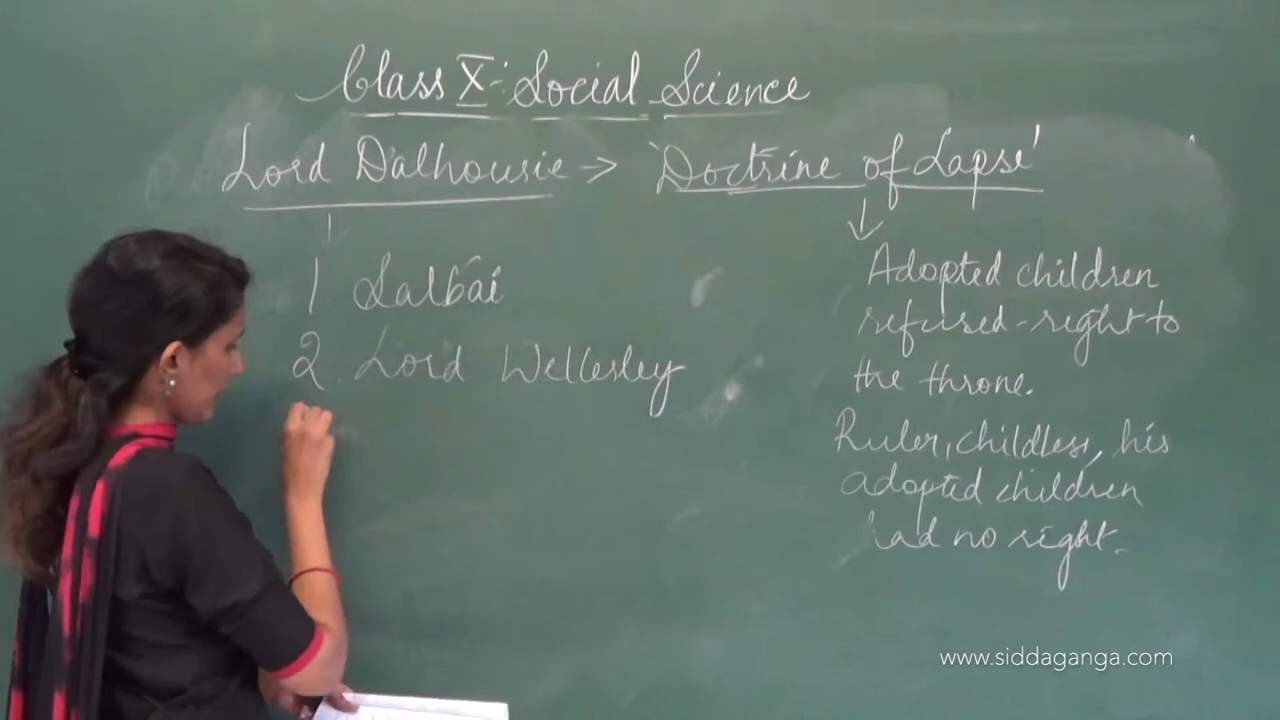 Class X:- Social Science
Lord Dalhousie → 'Doctrine of Lapse'
↓
1. Salbai
2. Lord Wellesley
Adopted children
refused - right to
the throne.
Ruler, childless, his
adopted children
had no right.
www.siddaganga.com